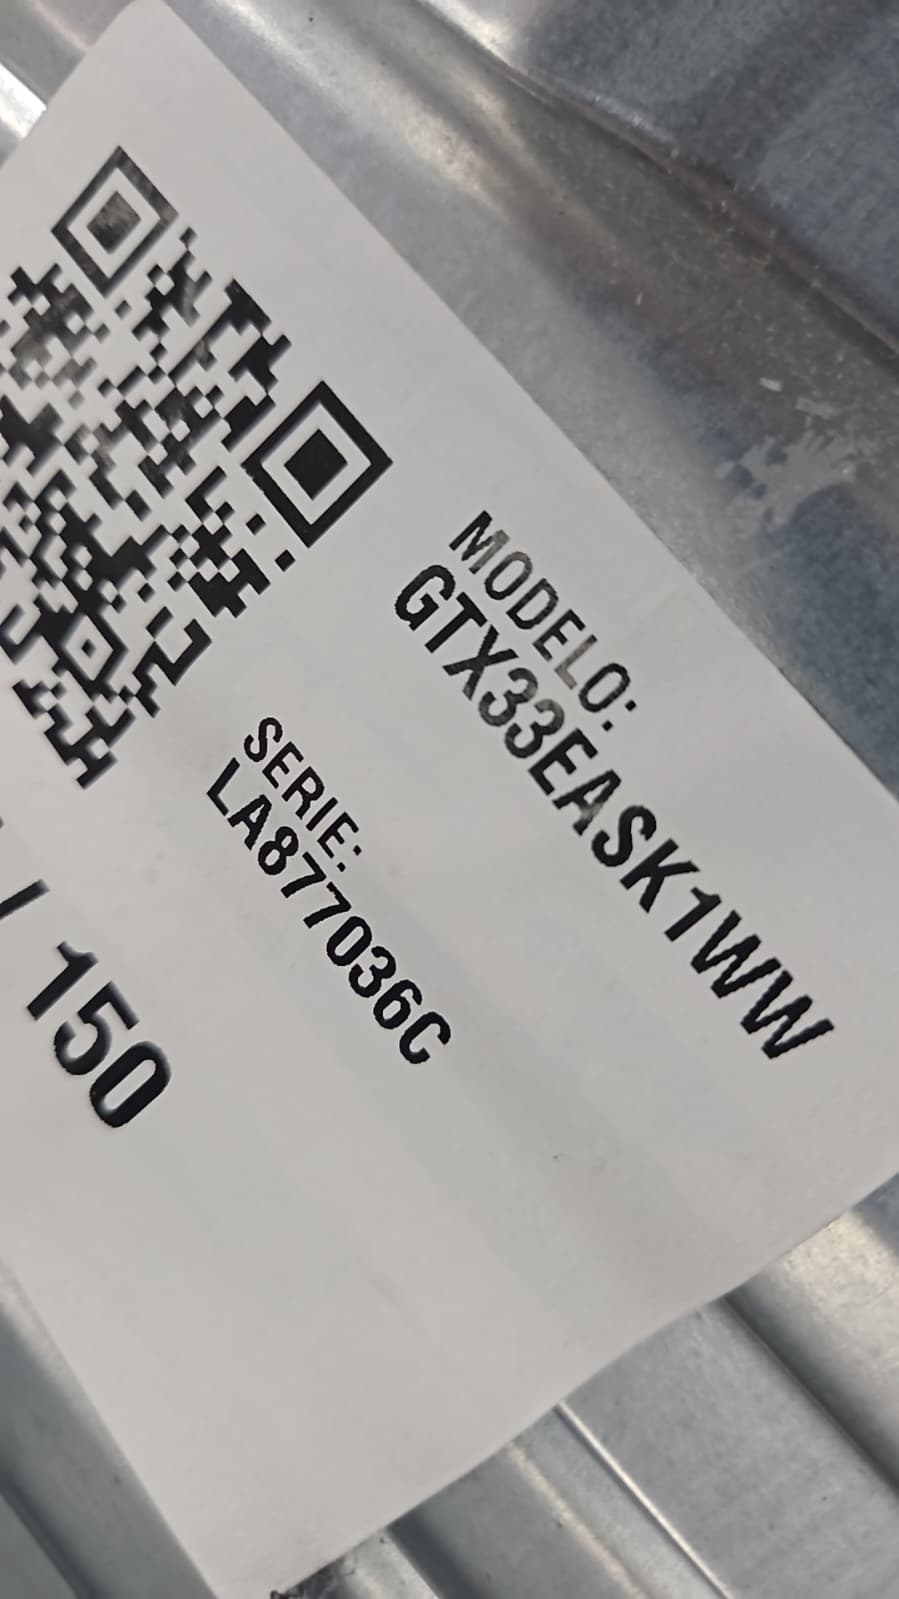 MODELO:
GTX33EASK1WW
SERIE:
LA877036C
150